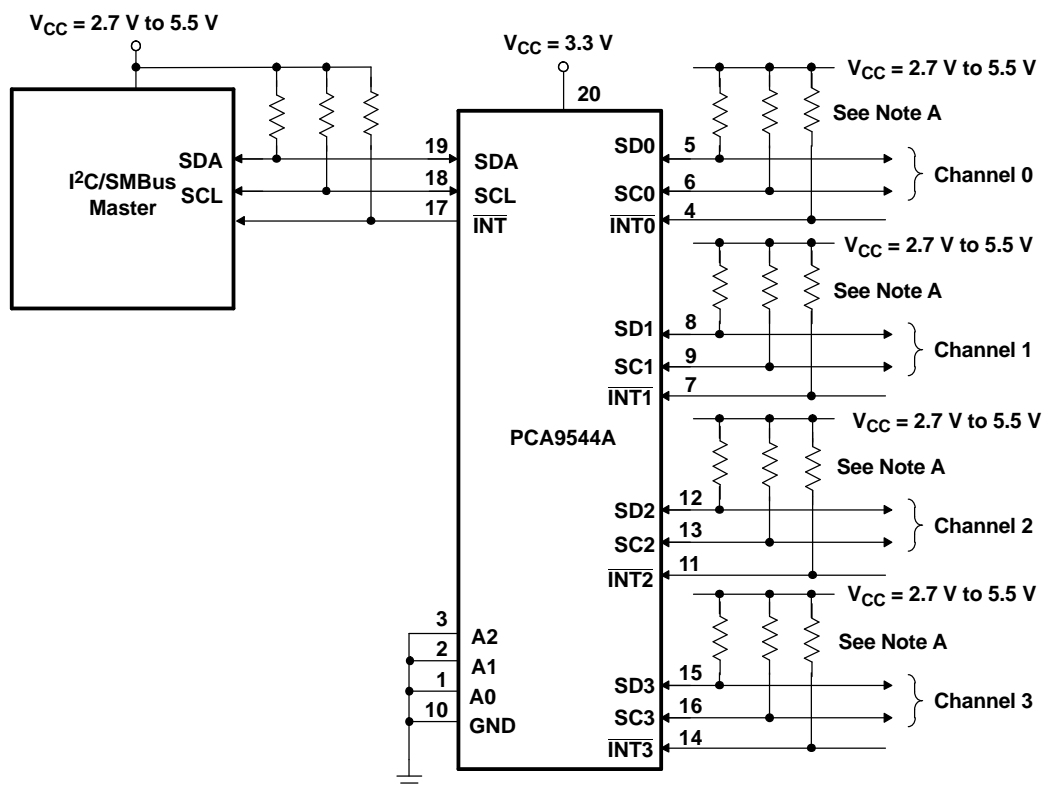 V_CC = 2.7 V to 5.5 V
V_CC = 3.3 V
20
I²C/SMBus
Master
SDA
SCL
19
18
17
SDA
SCL
INT
SD0
5
SC0
6
INT0
4
V_CC = 2.7 V to 5.5 V
See Note A
Channel 0
V_CC = 2.7 V to 5.5 V
See Note A
SD1
8
SC1
9
INT1
7
Channel 1
PCA9544A
V_CC = 2.7 V to 5.5 V
See Note A
SD2
12
SC2
13
INT2
11
Channel 2
V_CC = 2.7 V to 5.5 V
See Note A
SD3
15
SC3
16
INT3
14
Channel 3
3
A2
2
A1
1
A0
10
GND